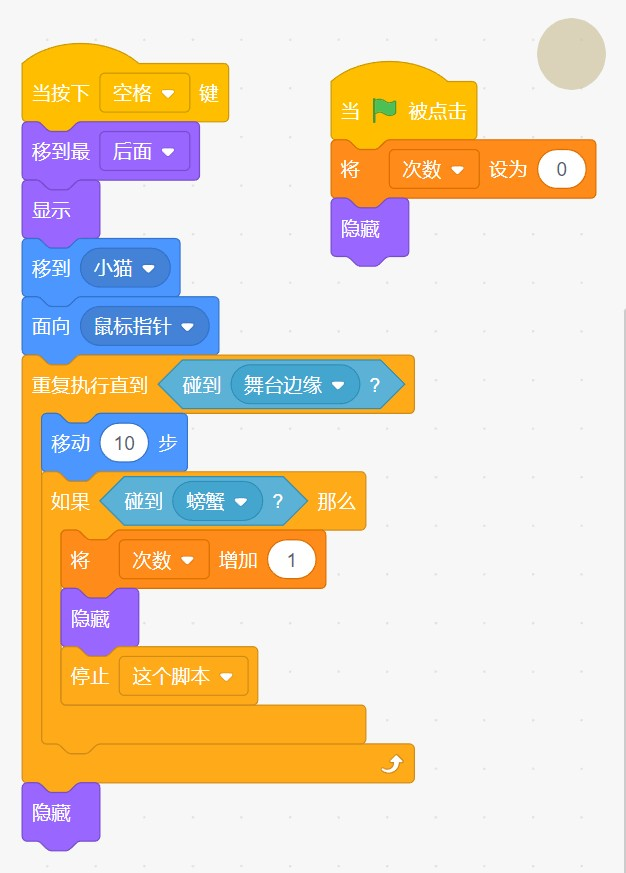 当按下 空格 键
移到最 后面
显示
移到 小猫
面向 鼠标指针
重复执行直到 碰到 舞台边缘 ?
移动 10 步
如果 碰到 螃蟹 ? 那么
将 次数 增加 1
隐藏
停止 这个脚本
隐藏
当 被点击
将 次数 设为 0
隐藏